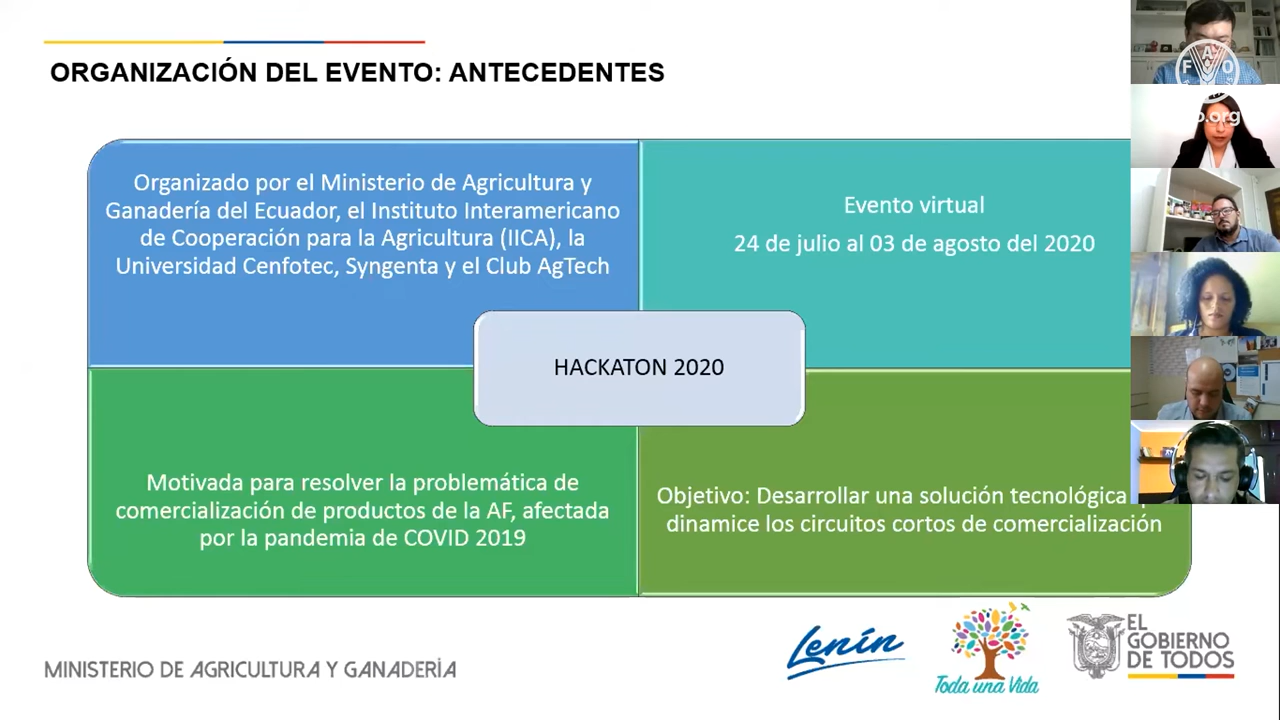 ORGANIZACIÓN DEL EVENTO: ANTECEDENTES
Organizado por el Ministerio de Agricultura y
Ganadería del Ecuador, el Instituto Interamericano
de Cooperación para la Agricultura (IICA), la
Universidad Cenfotec, Syngenta y el Club AgTech
Evento virtual
24 de julio al 03 de agosto del 2020
HACKATON 2020
Motivada para resolver la problemática de
comercialización de productos de la AF, afectada
por la pandemia de COVID 2019
Objetivo: Desarrollar una solución tecnológica
dinamice los circuitos cortos de comercialización
MINISTERIO DE AGRICULTURA Y GANADERÍA
Lenín
Toda una Vida
EL
GOBIERNO
DE TODOS
FAO
.org